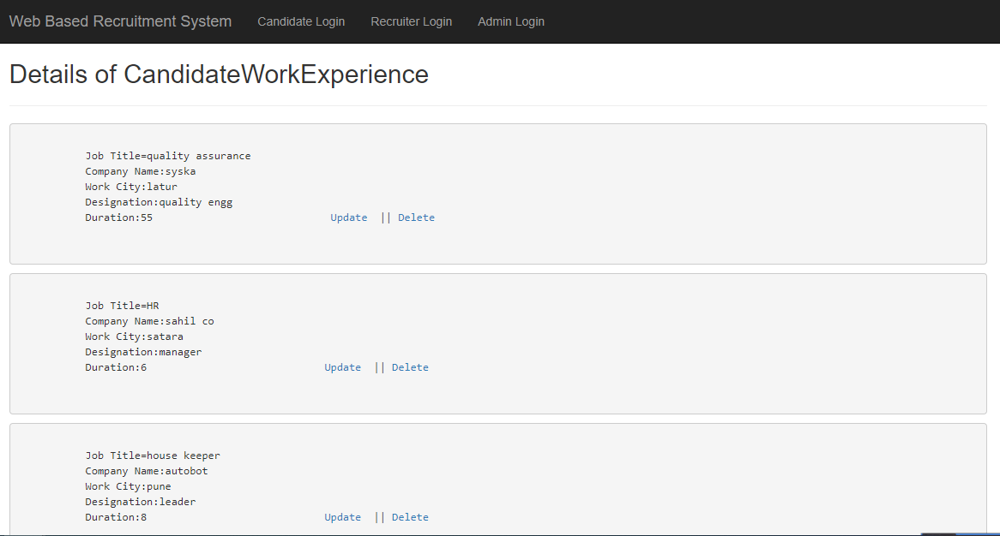 Web Based Recruitment System Candidate Login Recruiter Login Admin Login
Details of CandidateWorkExperience
Job Title=quality assurance
Company Name:syska
Work City:latur
Designation:quality engg
Duration:55 Update || Delete
Job Title=HR
Company Name:sahil co
Work City:satara
Designation:manager
Duration:6 Update || Delete
Job Title=house keeper
Company Name:autobot
Work City:pune
Designation:leader
Duration:8 Update || Delete